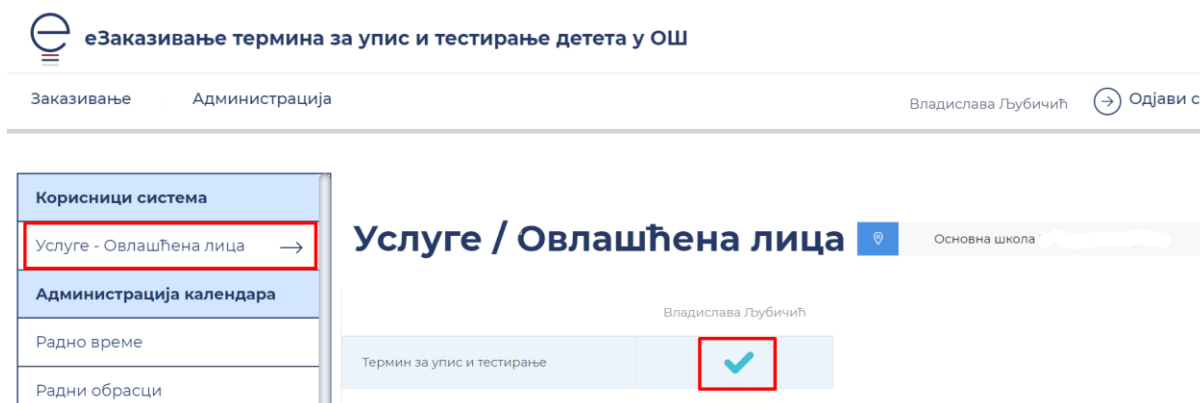 еЗаказивање термина за упис и тестирање детета у ОШ
Заказивање Администрација Владислава Љубичић Одјави с
Корисници система
Услуге - Овлашћена лица
Услуге / Овлашћена лица Основна школа
Администрација календара
Владислава Љубичић
Радно време
Термин за упис и тестирање
Радни обрасци